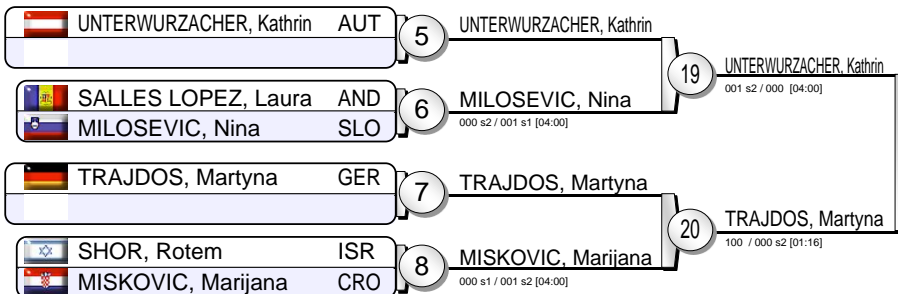 UNTERWURZACHER, Kathrin AUT
5
UNTERWURZACHER, Kathrin
SALLES LOPEZ, Laura AND
MILOSEVIC, Nina SLO
6
MILOSEVIC, Nina
000 s2 / 001 s1 [04:00]
19
UNTERWURZACHER, Kathrin
001 s2 / 000 [04:00]
TRAJDOS, Martyna GER
7
TRAJDOS, Martyna
SHOR, Rotem ISR
MISKOVIC, Marijana CRO
8
MISKOVIC, Marijana
000 s1 / 001 s2 [04:00]
20
TRAJDOS, Martyna
100 / 000 s2 [01:16]